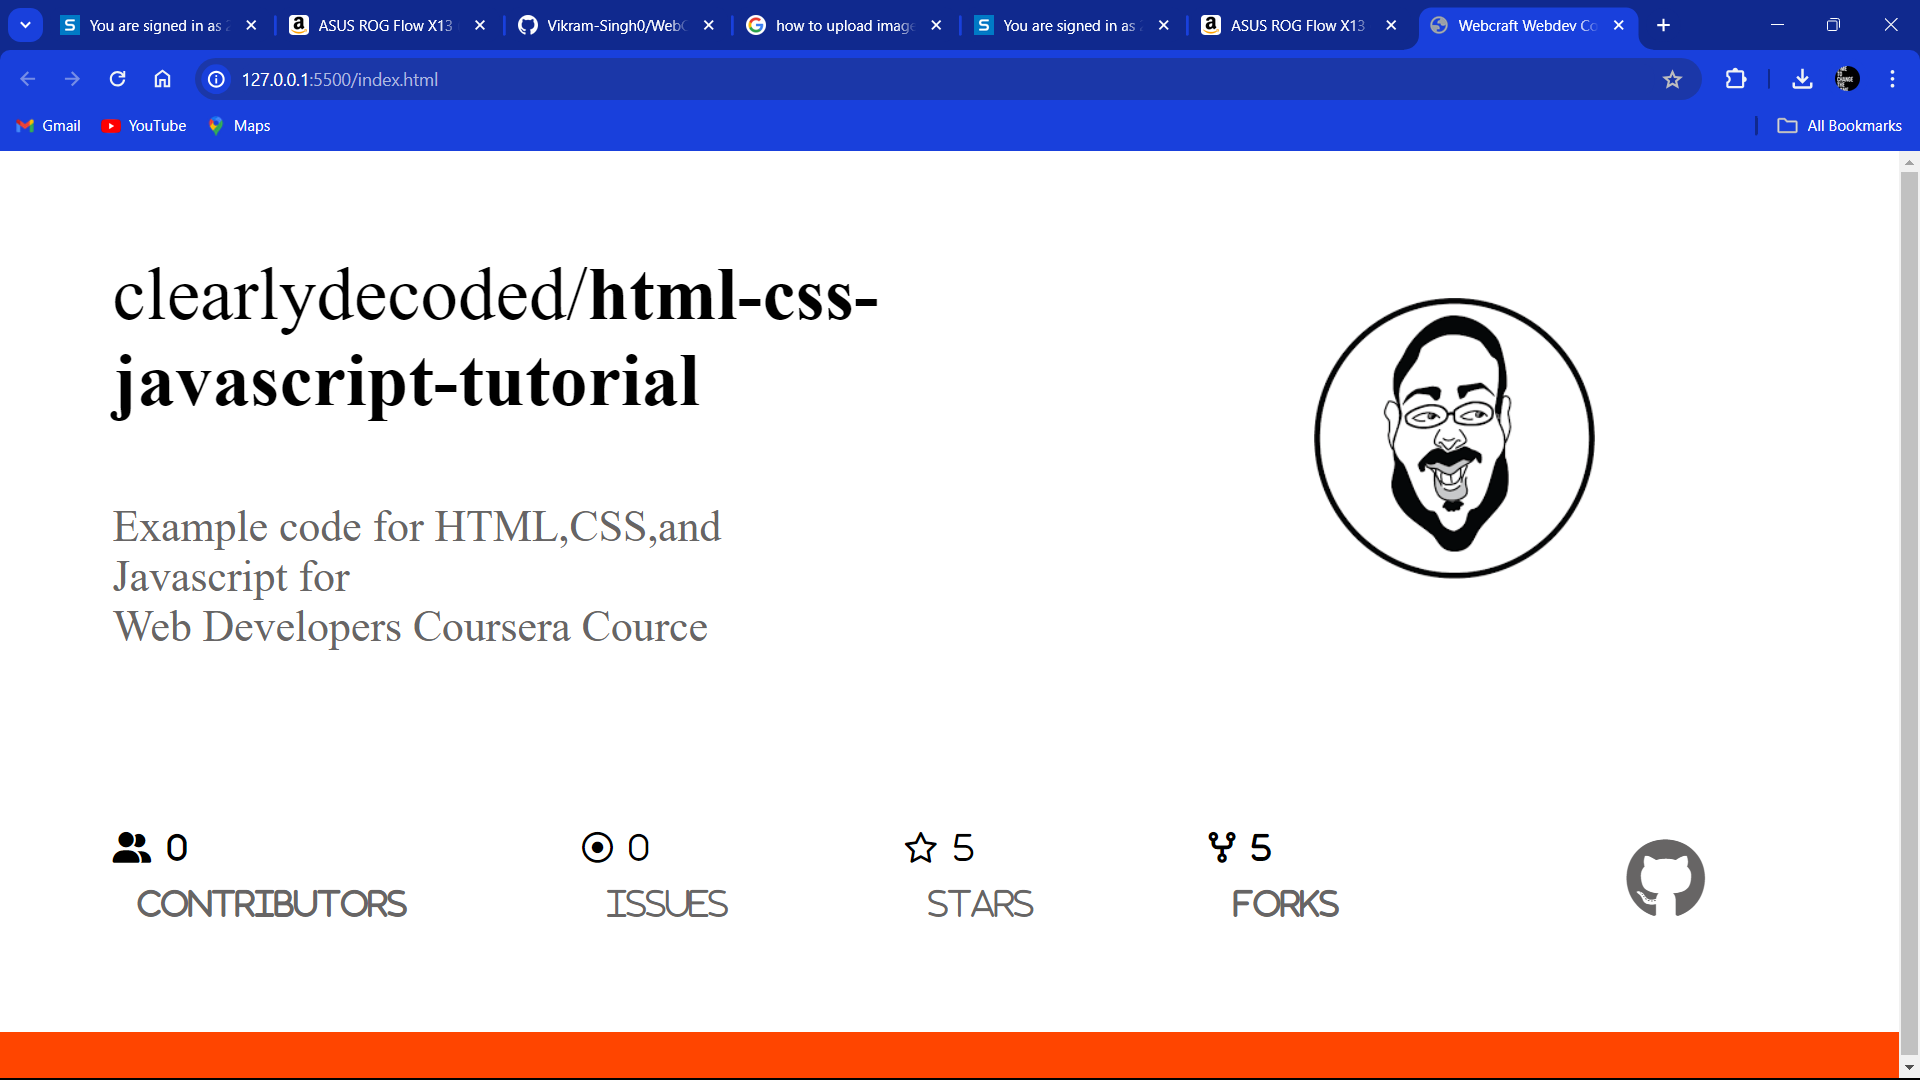 You are signed in as
ASUS ROG Flow X13
Vikram-Singh0/Web
how to upload image
You are signed in as
ASUS ROG Flow X13
Webcraft Webdev Co
127.0.0.1:5500/index.html
Gmail
YouTube
Maps
All Bookmarks
clearlydecoded/html-css-
javascript-tutorial
Example code for HTML,CSS,and
Javascript for
Web Developers Coursera Cource
0
0
5
5
CONTRIBUTORS
ISSUES
STARS
FORKS